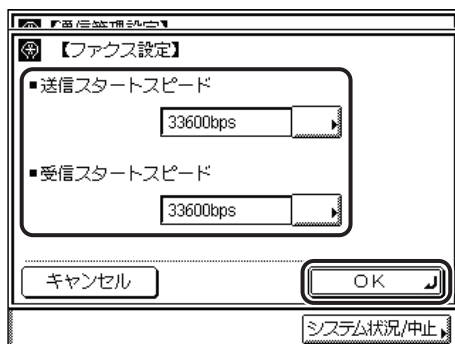 【ファクス設定】
■送信スタートスピード
33600bps
■受信スタートスピード
33600bps
キャンセル
OK
システム状況/中止